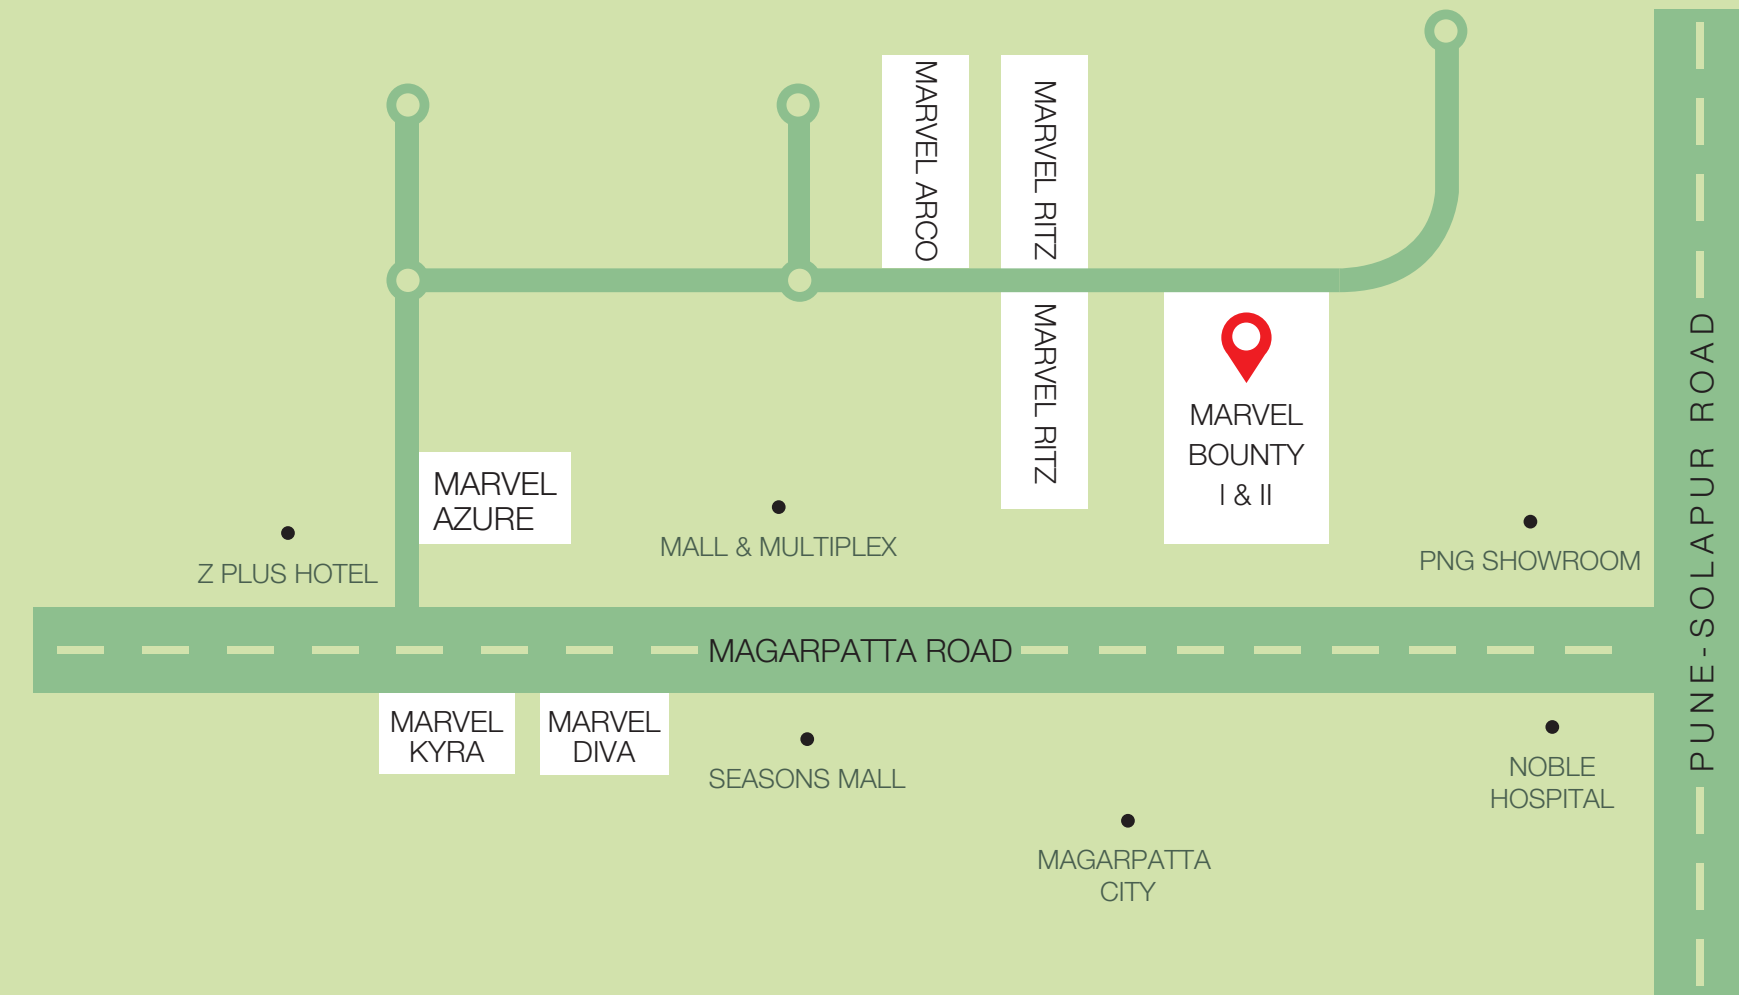 MARVEL ARCO
MARVEL RITZ
MARVEL RITZ
MARVEL
BOUNTY
I & II
MARVEL
AZURE
Z PLUS HOTEL
MALL & MULTIPLEX
PNG SHOWROOM
PUNE-SOLAPUR ROAD
MAGARPATTA ROAD
MARVEL
KYRA
MARVEL
DIVA
SEASONS MALL
NOBLE
HOSPITAL
MAGARPATTA
CITY